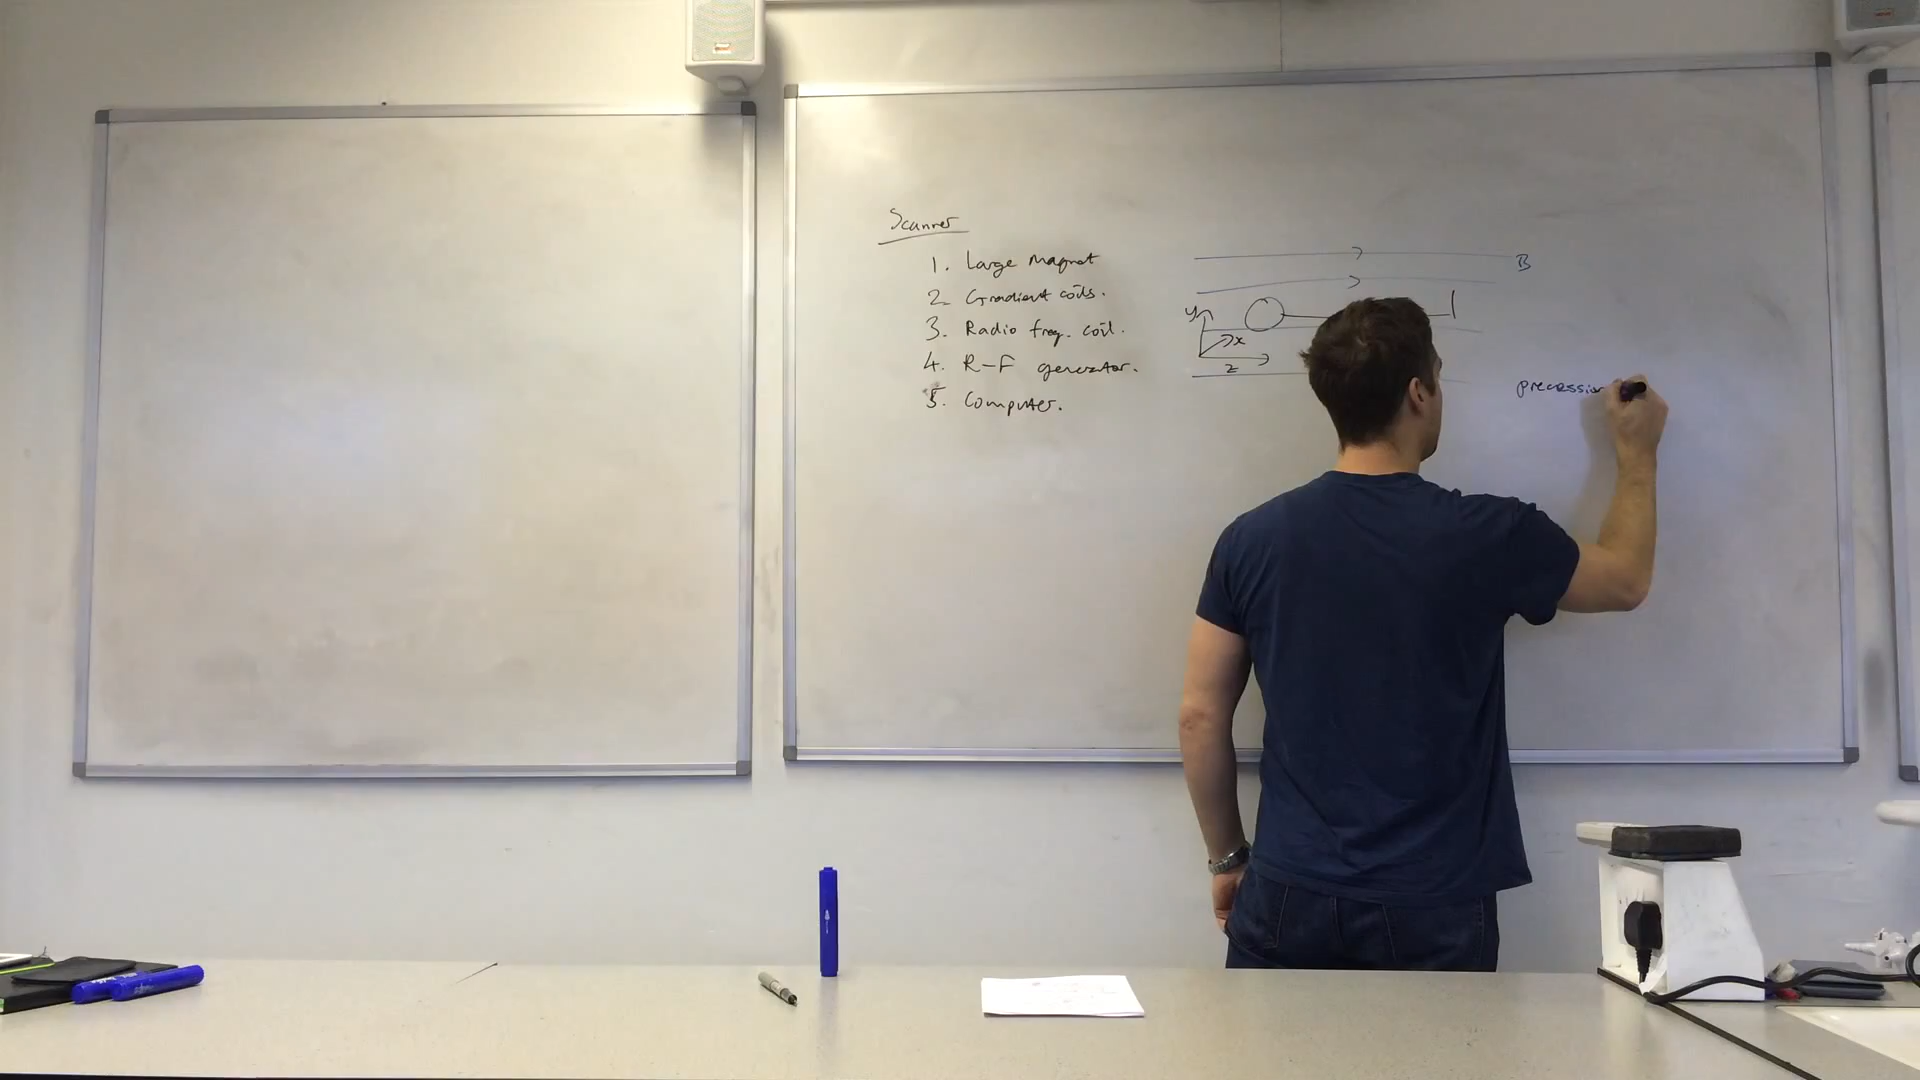 Scanner
1. Large Magnet
2. Gradient coils.
3. Radio freq. coil.
4. R-F generator.
5. Computer.
B
y
x
z
precession